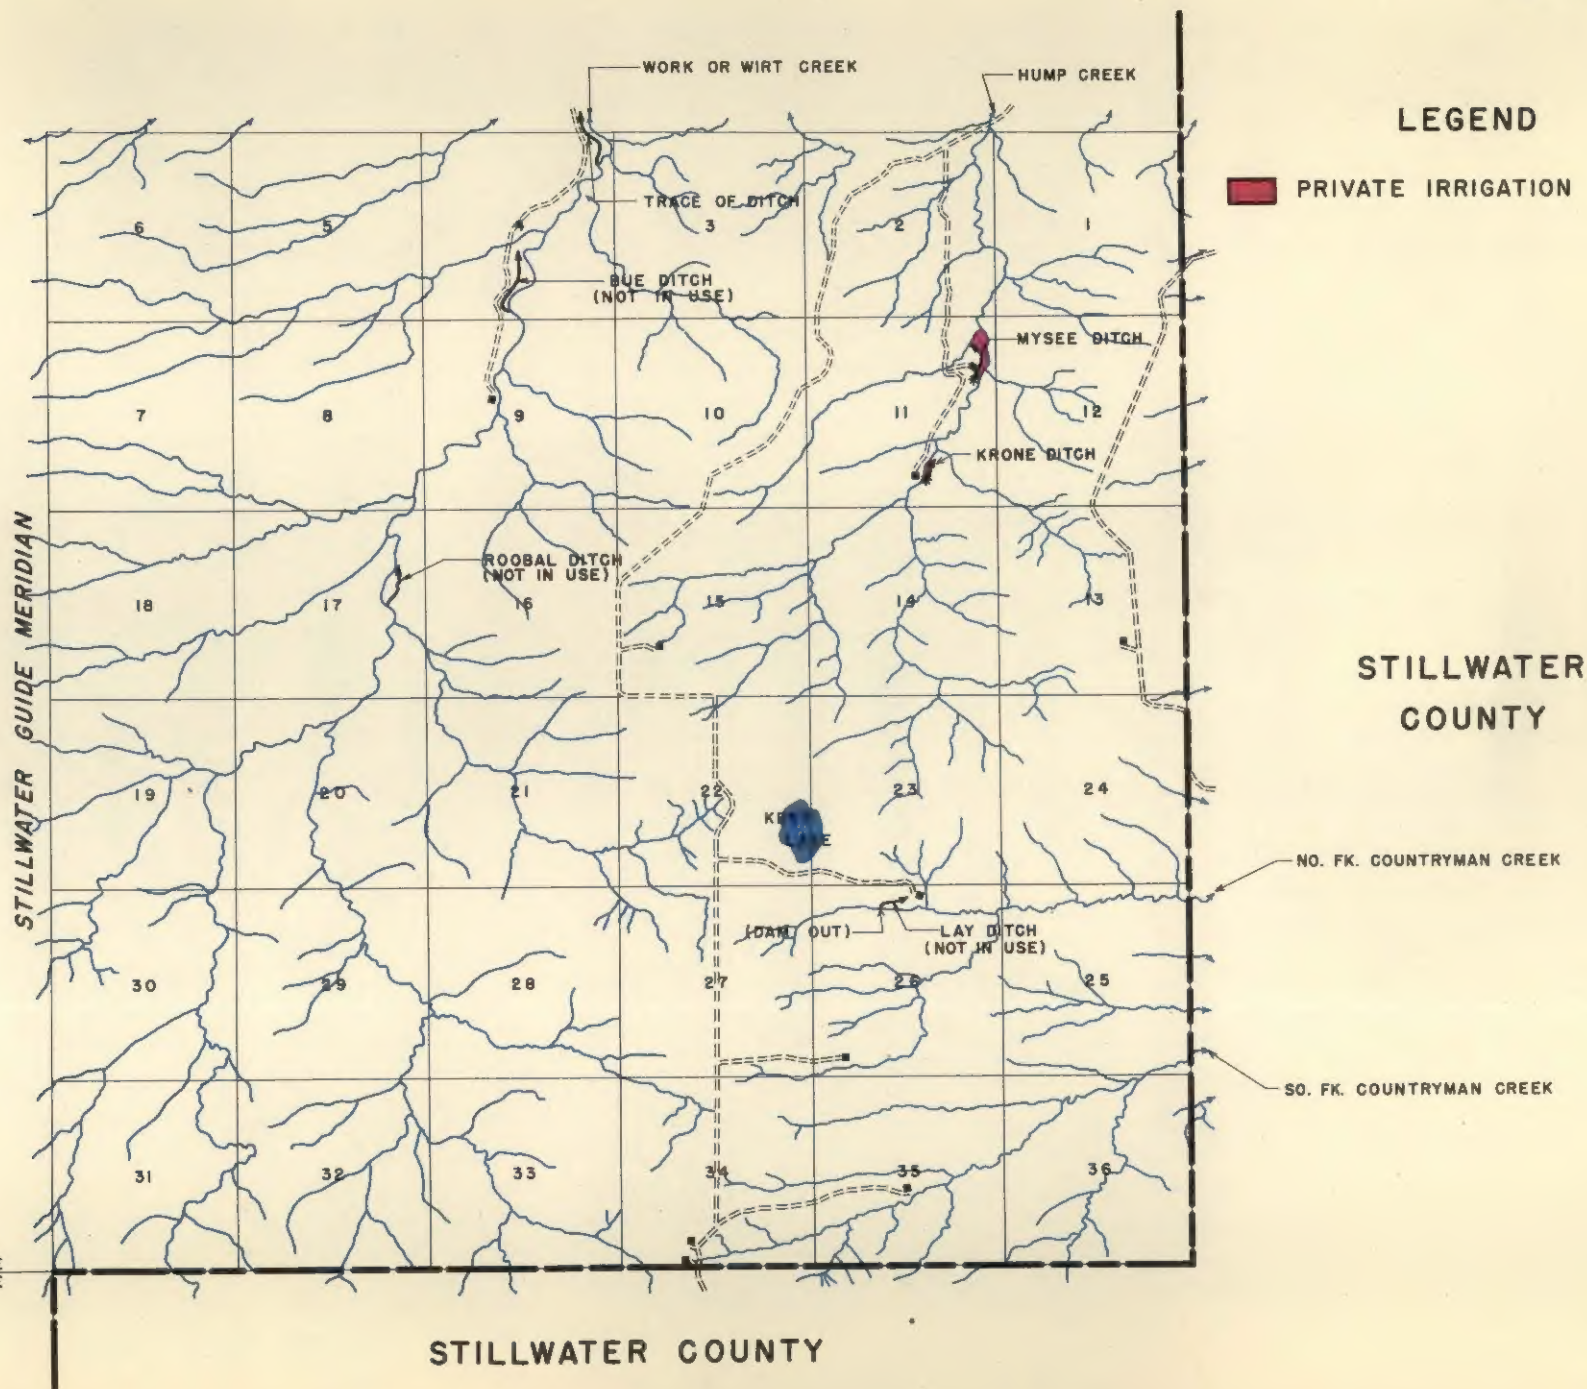 WORK OR WIRT CREEK
HUMP CREEK
LEGEND
PRIVATE IRRIGATION
TRACE OF DITCH
6
5
3
2
1
BUE DITCH
(NOT IN USE)
MYSEE DITCH
7
8
9
10
11
12
KRONE DITCH
STILLWATER GUIDE MERIDIAN
ROOBAL DITCH
(NOT IN USE)
18
17
16
15
14
13
STILLWATER
COUNTY
19
20
21
22
23
24
NO. FK. COUNTRYMAN CREEK
(DAM OUT)
LAY DITCH
(NOT IN USE)
30
29
28
27
26
25
SO. FK. COUNTRYMAN CREEK
31
32
33
34
35
36
STILLWATER COUNTY